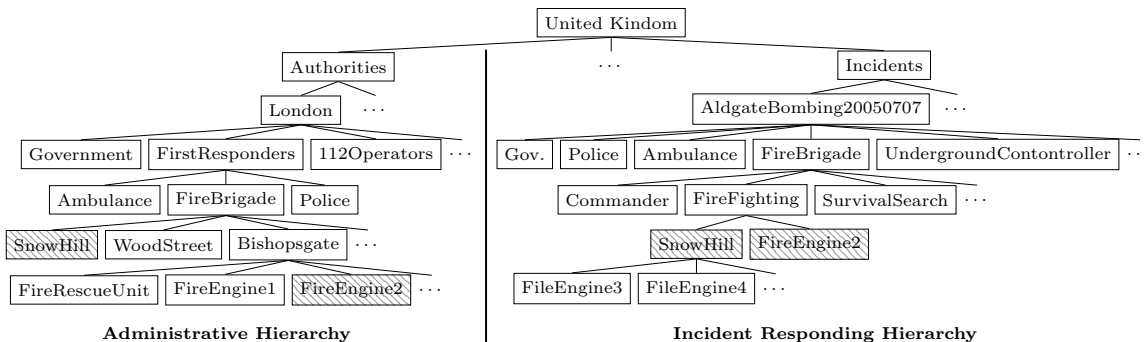 United Kindom
Authorities ... Incidents
London ... AldgateBombing20050707 ...
Government FirstResponders 112Operators ... Gov. Police Ambulance FireBrigade UndergroundContontroller ...
Ambulance FireBrigade Police Commander FireFighting SurvivalSearch ...
SnowHill WoodStreet Bishopsgate ... SnowHill FireEngine2
FireRescueUnit FireEngine1 FireEngine2 ... FileEngine3 FileEngine4 ...
Administrative Hierarchy Incident Responding Hierarchy